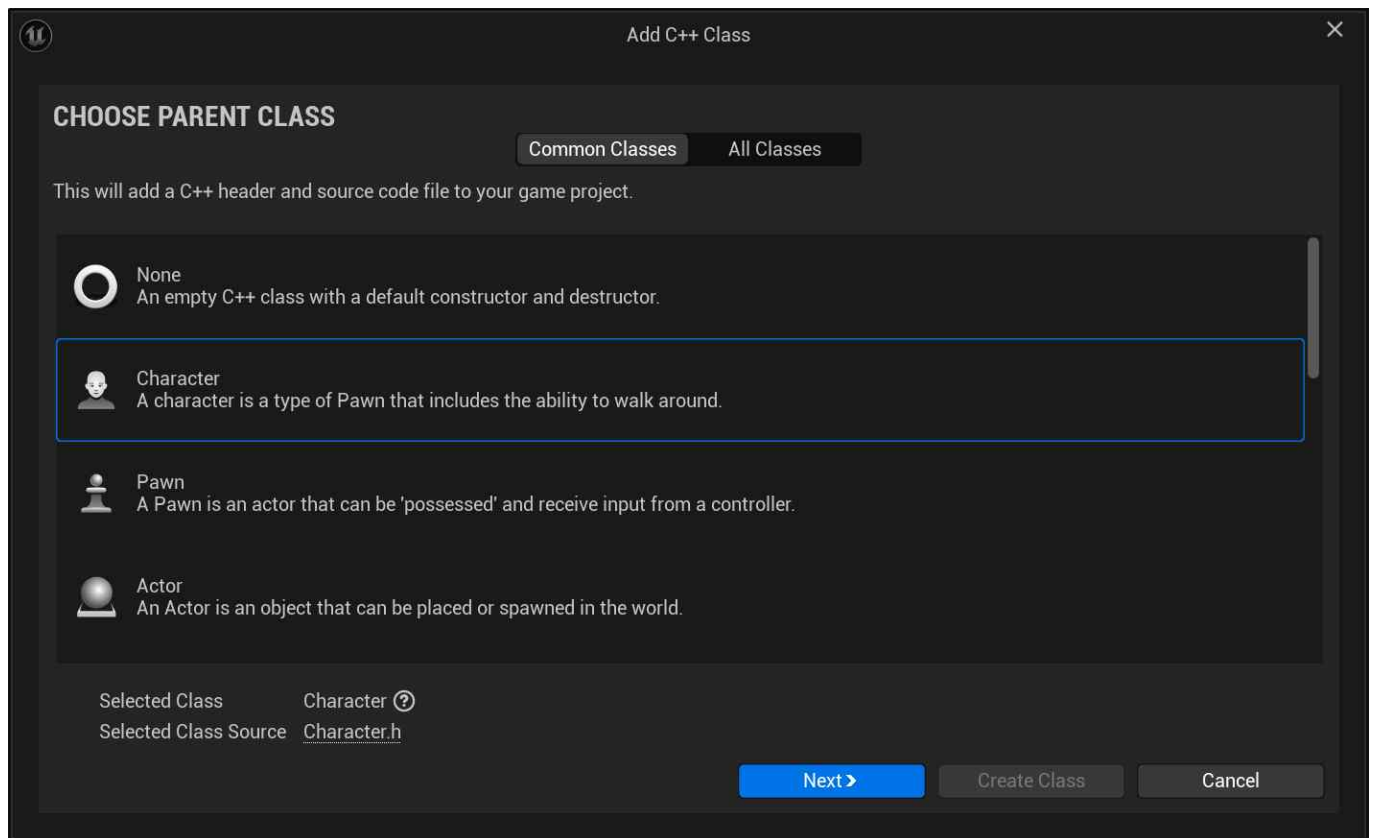 Add C++ Class
CHOOSE PARENT CLASS
Common Classes All Classes
This will add a C++ header and source code file to your game project.
None
An empty C++ class with a default constructor and destructor.
Character
A character is a type of Pawn that includes the ability to walk around.
Pawn
A Pawn is an actor that can be 'possessed' and receive input from a controller.
Actor
An Actor is an object that can be placed or spawned in the world.
Selected Class Character ?
Selected Class Source Character.h
Next Create Class Cancel